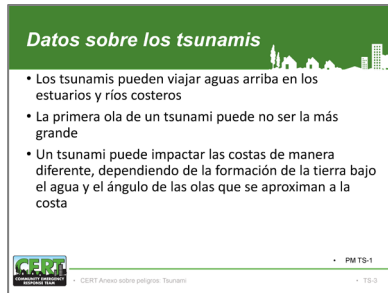 Datos sobre los tsunamis
• Los tsunamis pueden viajar aguas arriba en los
estuarios y ríos costeros
• La primera ola de un tsunami puede no ser la más
grande
• Un tsunami puede impactar las costas de manera
diferente, dependiendo de la formación de la tierra bajo
el agua y el ángulo de las olas que se aproximan a la
costa
• PM TS-1
CERT
COMMUNITY EMERGENCY
RESPONSE TEAM
• CERT Anexo sobre peligros: Tsunami
• TS-3